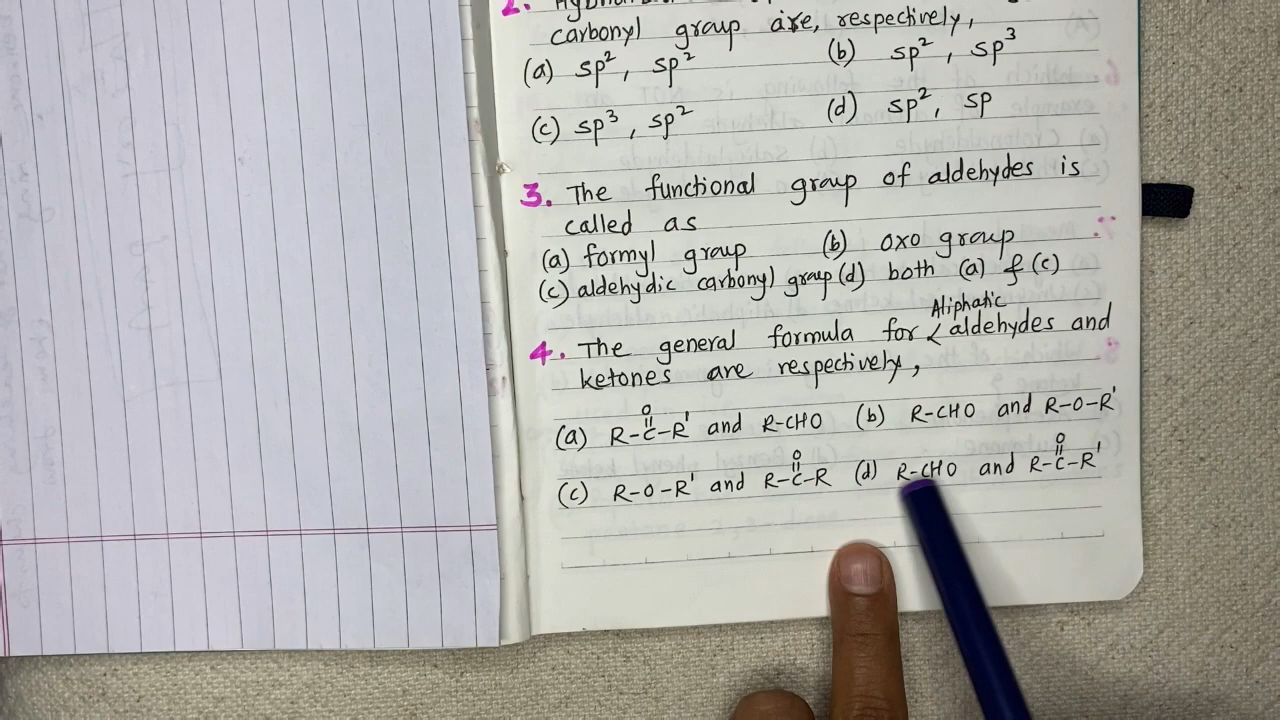 2.
carbonyl group are, respectively,
(a) sp², sp² (b) sp², sp³
(c) sp³, sp² (d) sp², sp
3. The functional group of aldehydes is
called as
(a) formyl group (b) oxo group
(c) aldehydic carbonyl group (d) both (a) & (c)
Aliphatic
4. The general formula for < aldehydes and
ketones are respectively,
O
||
(a) R-C-R' and R-CHO (b) R-CHO and R-O-R'
O O
|| ||
(c) R-O-R' and R-C-R (d) R-CHO and R-C-R'